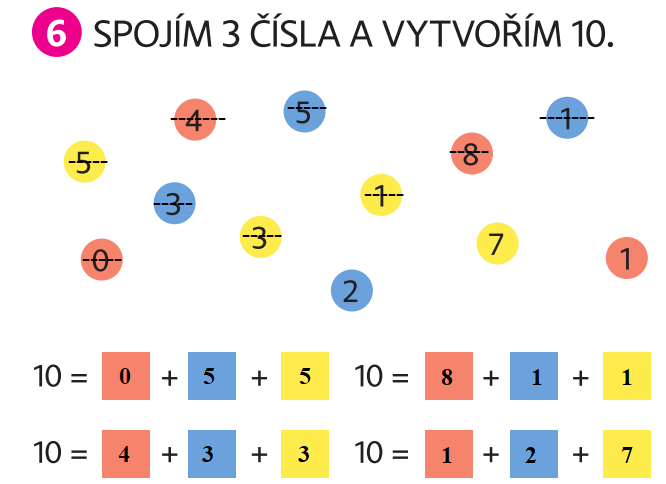 6 SPOJÍM 3 ČÍSLA A VYTVOŘÍM 10.
4 5 1
5 8
3 1
3 7
0 2 1
10 = 0 + 5 + 5 10 = 8 + 1 + 1
10 = 4 + 3 + 3 10 = 1 + 2 + 7